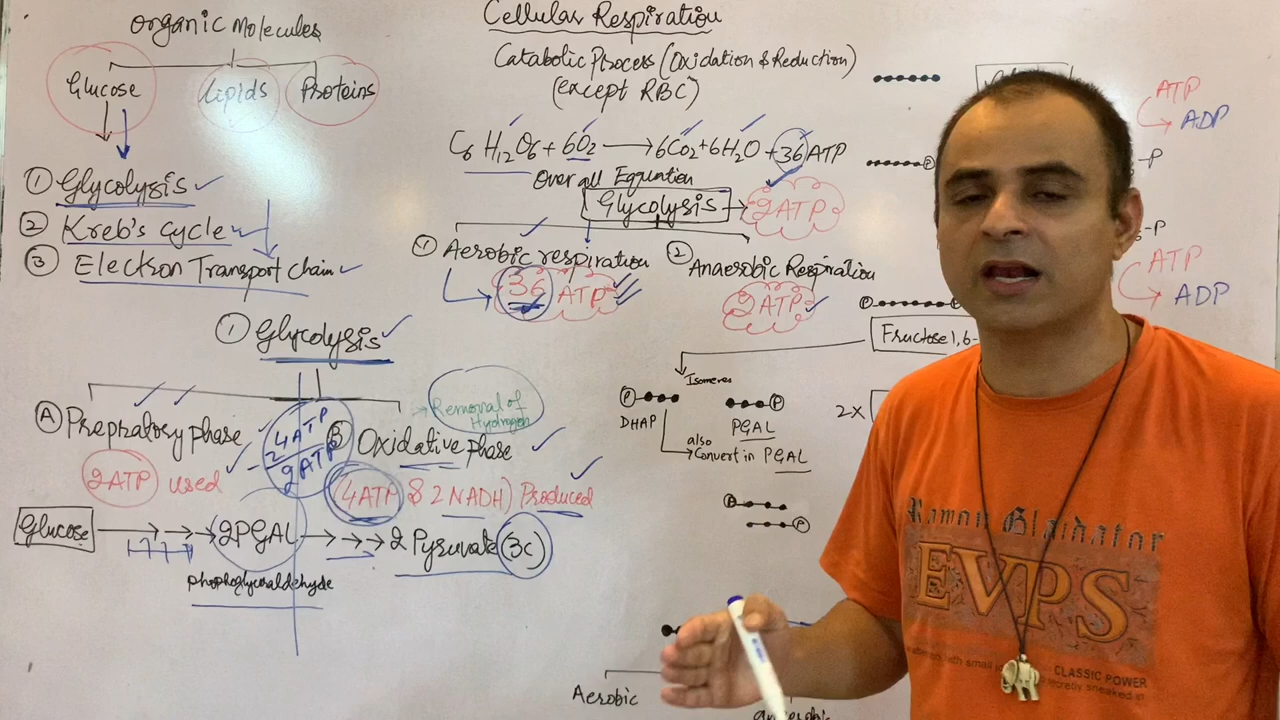 Cellular Respiration
Catabolic Process (Oxidation & Reduction)
(except RBC)
C6 H12 O6 + 6O2 → 6CO2 + 6H2O + 36 ATP
Over all Equation
Glycolysis → 2ATP
① Aerobic respiration
36 ATP
② Anaerobic Respiration
2ATP
Organic Molecules
Glucose Lipids Proteins
① Glycolysis
② Kreb's cycle
③ Electron Transport Chain
① Glycolysis
Ⓐ Prepratory phase
2ATP used
4ATP
- 2ATP
Ⓑ Oxidative phase
→ Removal of
Hydrogen
(4ATP & 2NADH) Produced
Glucose → 2PGAL → 2 Pyruvate (3C)
phosphoglyceraldehyde
ATP
ADP
P
-P
-P
ATP
ADP
P
Fructose 1,6-
Isomeres
P
DHAP
P
PGAL
also
Convert in PGAL
2-X
P
P
Aerobic
Roman Gladiator
EVPS
CLASSIC POWER